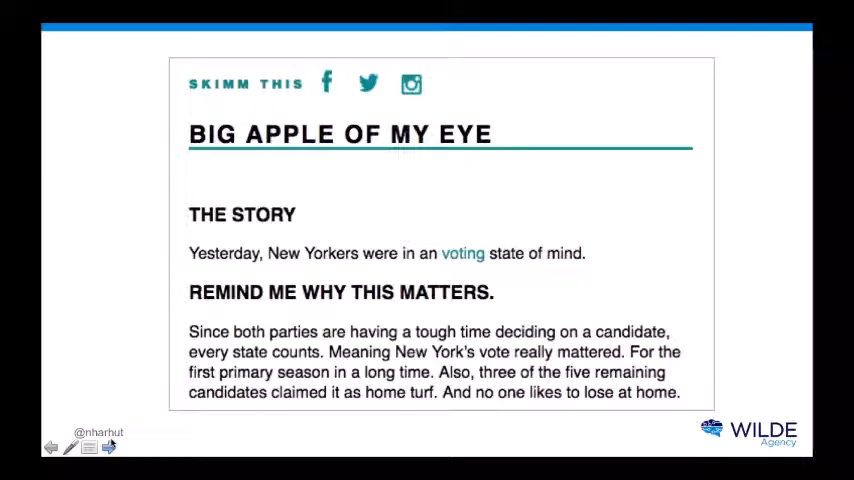 SKIMM THIS
BIG APPLE OF MY EYE
THE STORY
Yesterday, New Yorkers were in an voting state of mind.
REMIND ME WHY THIS MATTERS.
Since both parties are having a tough time deciding on a candidate,
every state counts. Meaning New York's vote really mattered. For the
first primary season in a long time. Also, three of the five remaining
candidates claimed it as home turf. And no one likes to lose at home.
@nharhut
WILDE
Agency